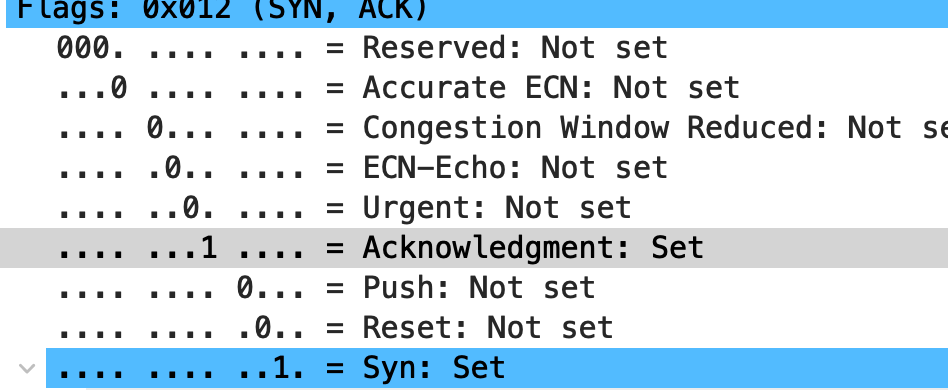 Flags: 0x012 (SYN, ACK)
000. .... .... = Reserved: Not set
...0 .... .... = Accurate ECN: Not set
.... 0... .... = Congestion Window Reduced: Not se
.... .0.. .... = ECN-Echo: Not set
.... ..0. .... = Urgent: Not set
.... ...1 .... = Acknowledgment: Set
.... .... 0... = Push: Not set
.... .... .0.. = Reset: Not set
.... .... ..1. = Syn: Set